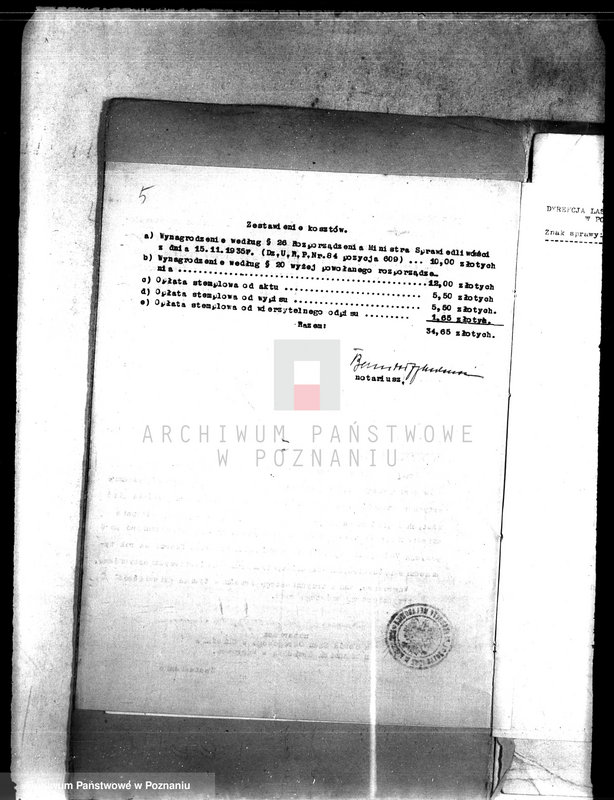 5
Zestawienie kosztów.
a) Wynagrodzenie według § 26 Rozporządzenia Ministra Sprawiedliwości
z dnia 15.11.1935r. (Dz,U,R,P,Nr.84 pozycja 609) ... 10,00 złotych
b) Wynagrodzenie według § 20 wyżej powołanego rozporządze
nia ........................................ 12,00 złotych
c) Opłata stemplowa od aktu ....................... 5,50 złotych
d) Opłata stemplowa od wypisu ..................... 5,50 złotych.
e) Opłata stemplowa od wierzytelnego odpisu ......... 1,65 złotych.
Razem: 34,65 złotych.
notariusz,
DYREKCJA
Znak sprawy:
ARCHIWUM PAŃSTWOWE
W POZNANIU
Archiwum Państwowe w Poznaniu